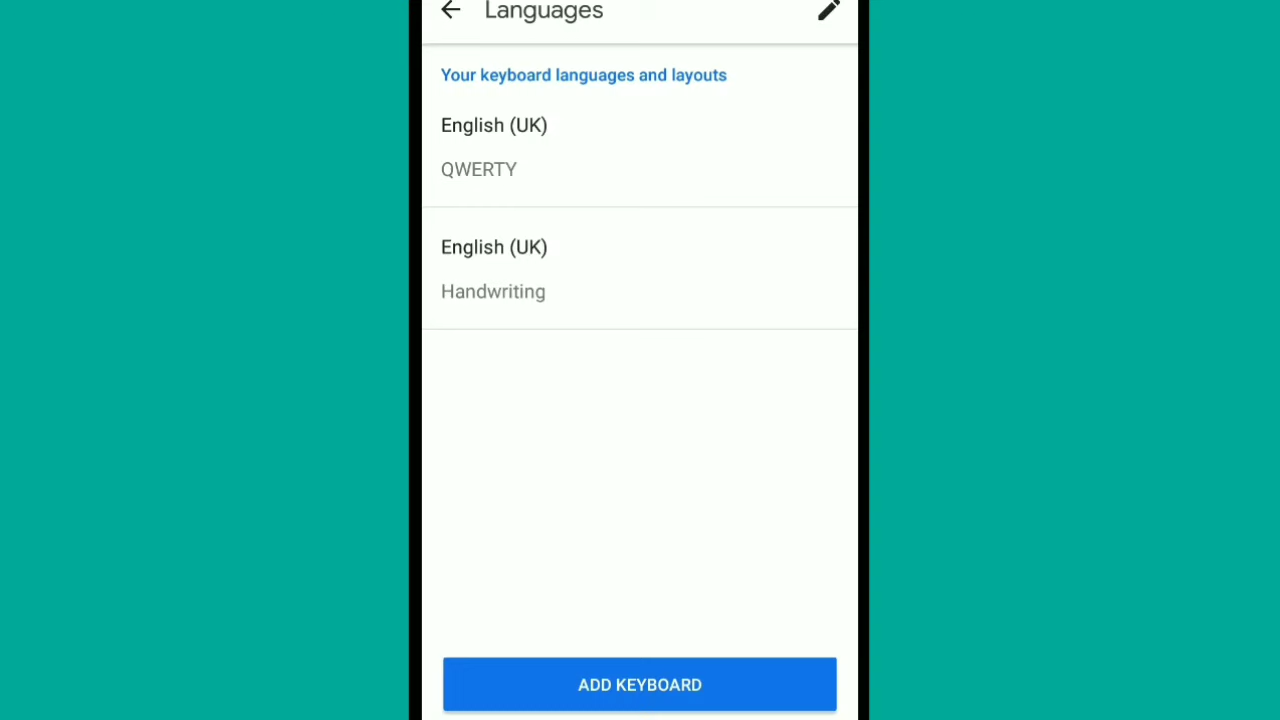 Languages
Your keyboard languages and layouts
English (UK)
QWERTY
English (UK)
Handwriting
ADD KEYBOARD